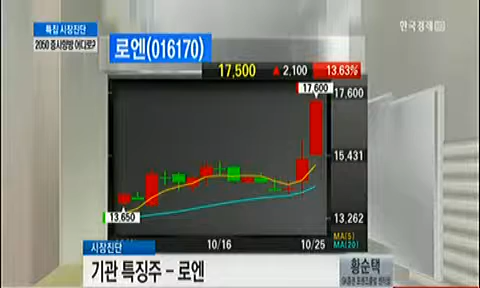 특집 시장진단
2050 증시향방 어디로?
한국경제TV
로엔(016170)
17,500 ▲ 2,100 13.63%
17,600
17,600
15,431
13,650
13,262
10/16
10/25
MA(5)
MA(20)
시장진단
기관 특징주 - 로엔
황순택